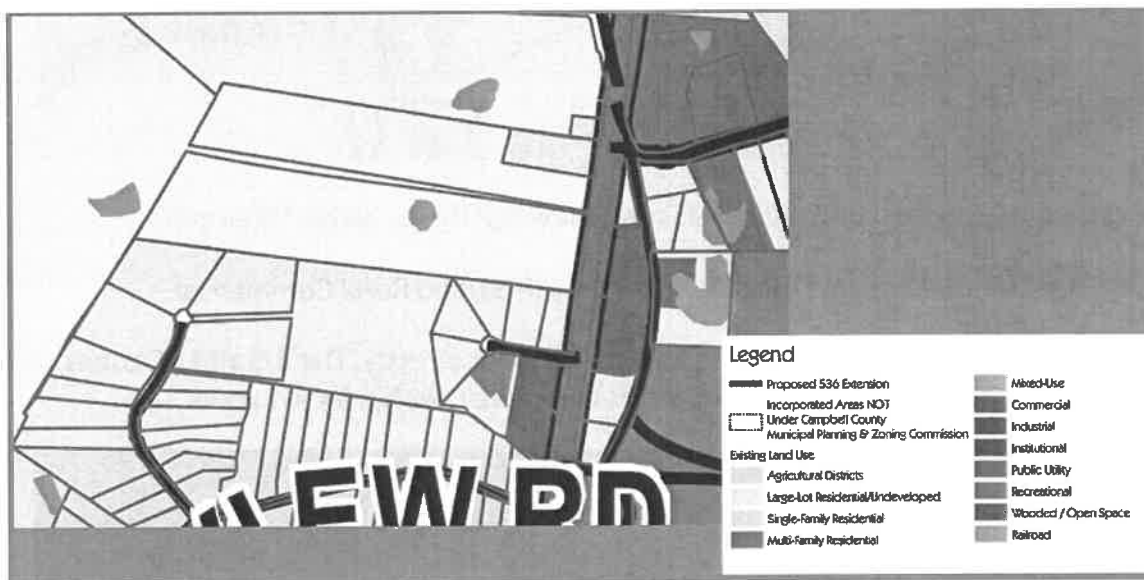 IEW RD
Legend
Proposed 536 Extension
Incorporated Areas NOT
Under Campbell County
Municipal Planning & Zoning Commission
Existing Land Use
Agricultural Districts
Large-Lot Residential/Undeveloped
Single-Family Residential
Multi-Family Residential
Mixed-Use
Commercial
Industrial
Institutional
Public Utility
Recreational
Wooded / Open Space
Railroad